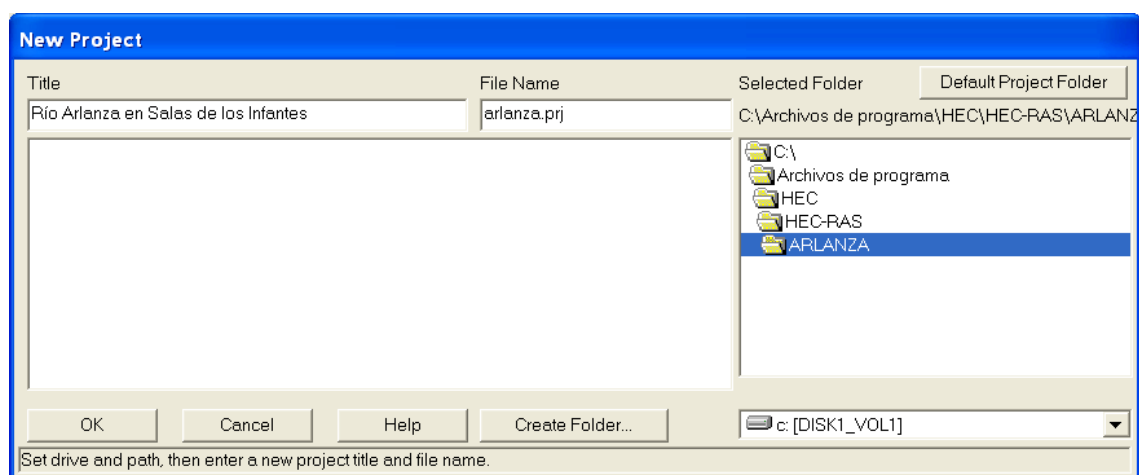 New Project
Title
File Name
Selected Folder
Default Project Folder
Río Arlanza en Salas de los Infantes
arlanza.prj
C:\Archivos de programa\HEC\HEC-RAS\ARLANZ
C:\
Archivos de programa
HEC
HEC-RAS
ARLANZA
OK
Cancel
Help
Create Folder...
c: [DISK1_VOL1]
Set drive and path, then enter a new project title and file name.